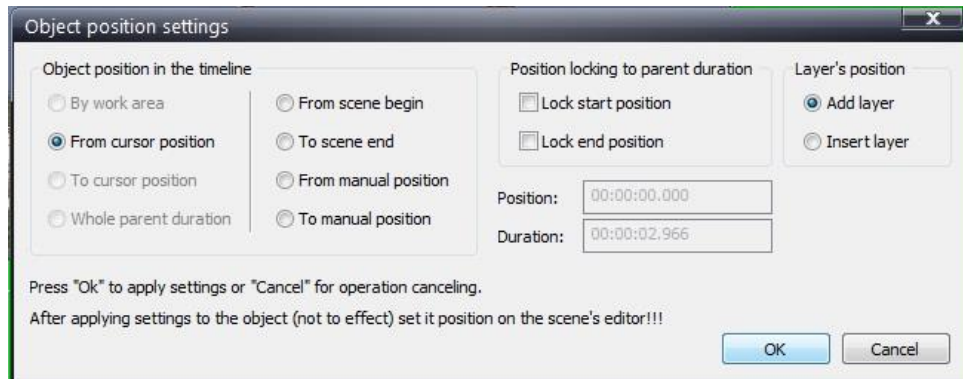 Object position settings
Object position in the timeline
By work area
From cursor position
To cursor position
Whole parent duration
From scene begin
To scene end
From manual position
To manual position
Position locking to parent duration
Lock start position
Lock end position
Layer's position
Add layer
Insert layer
Position: 00:00:00.000
Duration: 00:00:02.966
Press "Ok" to apply settings or "Cancel" for operation canceling.
After applying settings to the object (not to effect) set it position on the scene's editor!!!
OK
Cancel